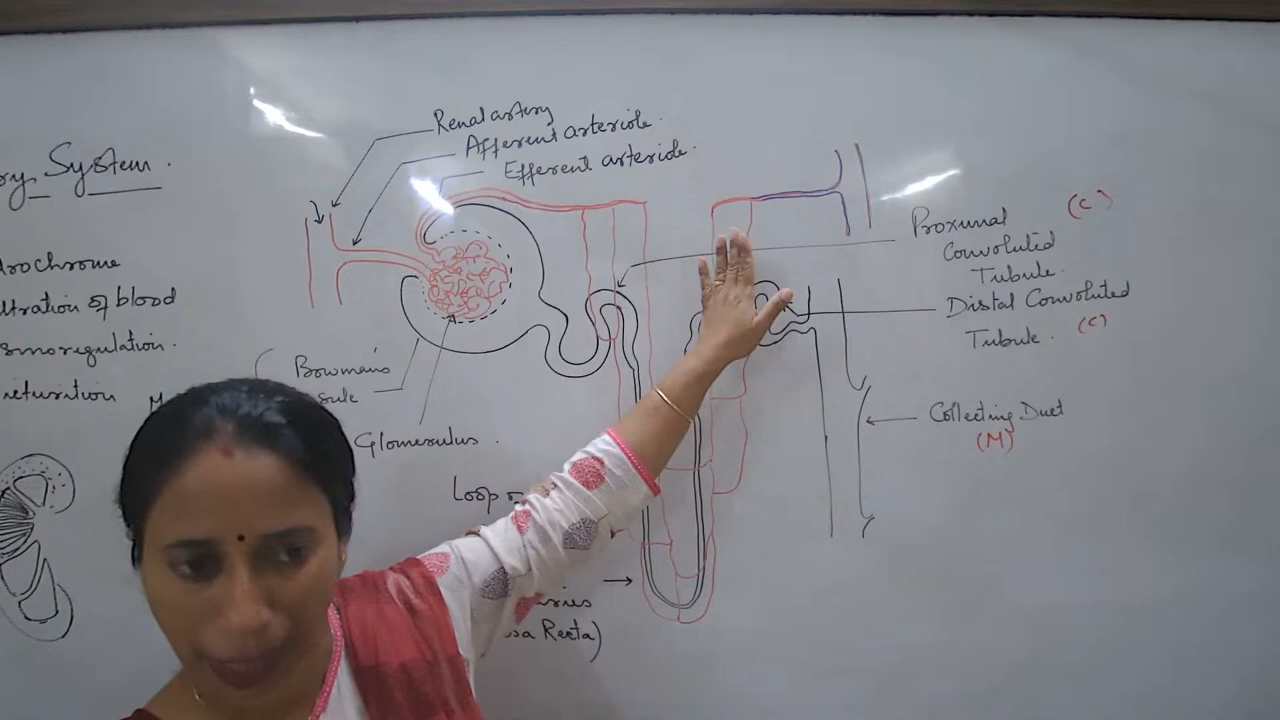 System.
Renal artery
Afferent arteriole.
Efferent arteriole.
ltration of blood
smoregulation.
Bowman's
sule
Glomerulus.
Loop
(C)
Proximal
Convoluted
Tubule.
Distal Convoluted
Tubule. (C)
Collecting Duct
(M)
Recta)